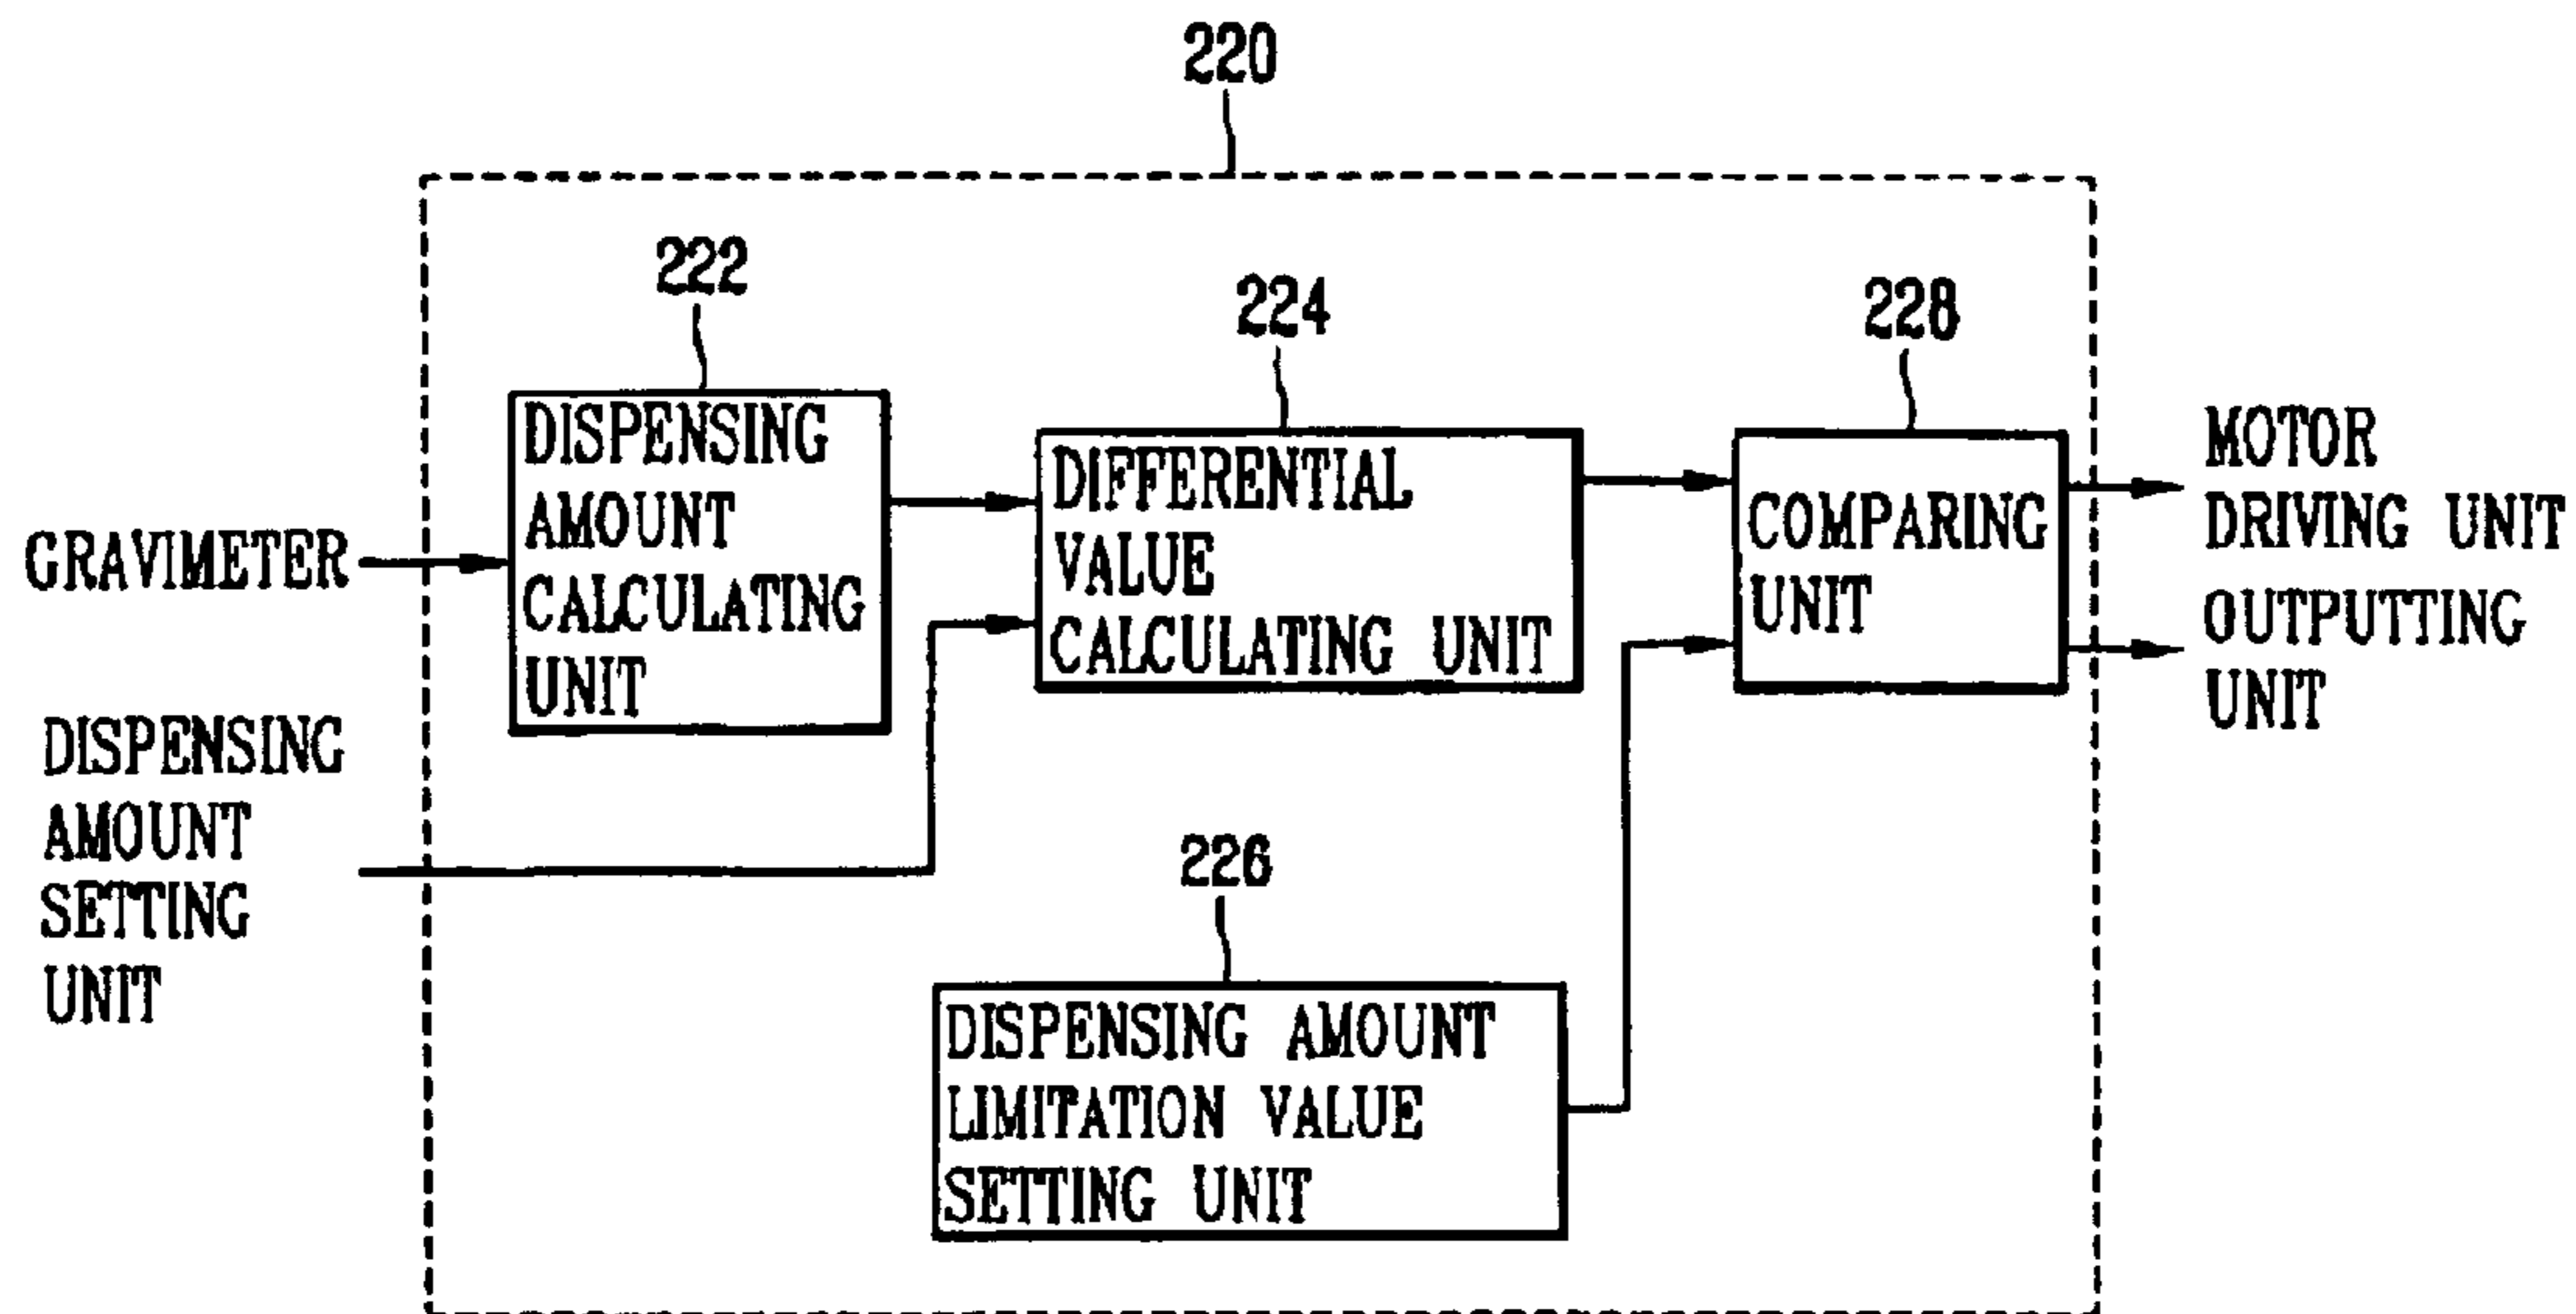 220
222
224
228
DISPENSING
AMOUNT
CALCULATING
UNIT
DIFFERENTIAL
VALUE
CALCULATING UNIT
COMPARING
UNIT
MOTOR
DRIVING UNIT
OUTPUTTING
UNIT
GRAVIMETER
DISPENSING
AMOUNT
SETTING
UNIT
226
DISPENSING AMOUNT
LIMITATION VALUE
SETTING UNIT